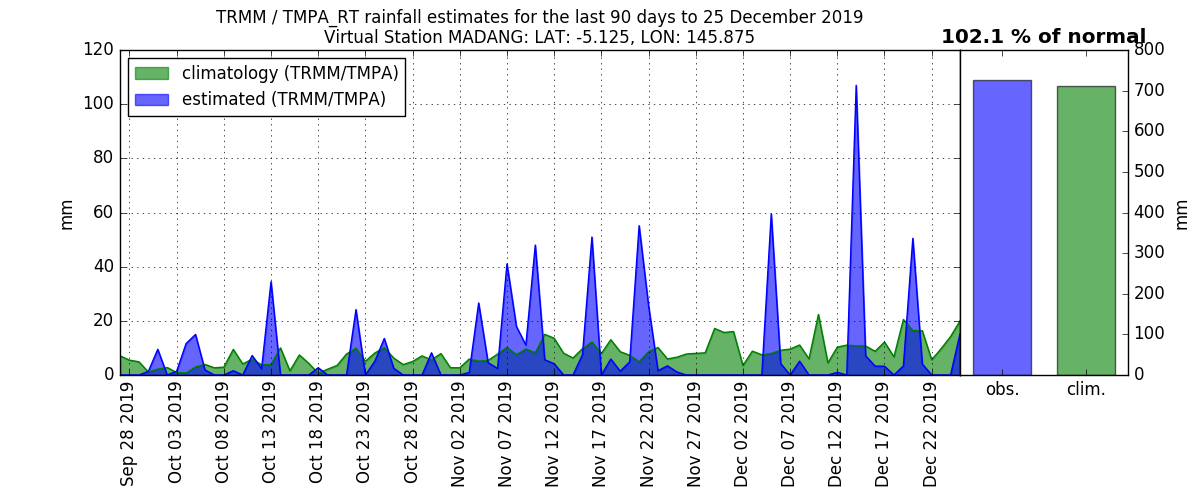 TRMM / TMPA_RT rainfall estimates for the last 90 days to 25 December 2019
Virtual Station MADANG: LAT: -5.125, LON: 145.875
102.1 % of normal
climatology (TRMM/TMPA)
estimated (TRMM/TMPA)
120
100
80
60
40
20
0
mm
800
700
600
500
400
300
200
100
0
mm
Sep 28 2019
Oct 03 2019
Oct 08 2019
Oct 13 2019
Oct 18 2019
Oct 23 2019
Oct 28 2019
Nov 02 2019
Nov 07 2019
Nov 12 2019
Nov 17 2019
Nov 22 2019
Nov 27 2019
Dec 02 2019
Dec 07 2019
Dec 12 2019
Dec 17 2019
Dec 22 2019
obs.
clim.